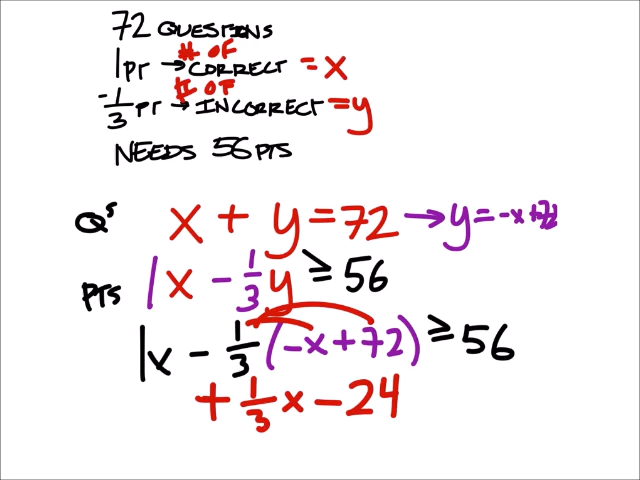 72 QUESTIONS
# OF
1 PT → CORRECT = x
# OF
-1/3 PT → INCORRECT = y
NEEDS 56 PTS
Q's x + y = 72 → y = -x + 72
PTS 1x - 1/3 y ≥ 56
1x - 1/3 (-x + 72) ≥ 56
+ 1/3 x - 24